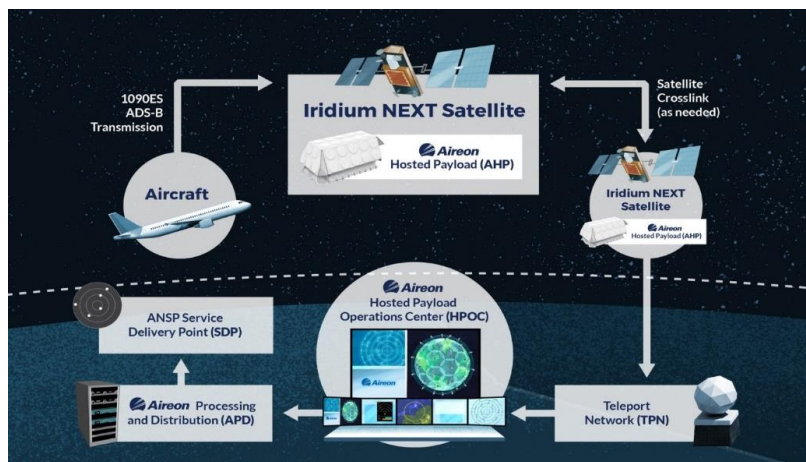 1090ES
ADS-B
Transmission
Iridium NEXT Satellite
Aireon
Hosted Payload (AHP)
Satellite
Crosslink
(as needed)
Aircraft
Iridium NEXT
Satellite
Aireon
Hosted Payload (AHP)
ANSP Service
Delivery Point (SDP)
Aireon
Hosted Payload
Operations Center (HPOC)
Aireon
Aireon Processing
and Distribution (APD)
Teleport
Network (TPN)